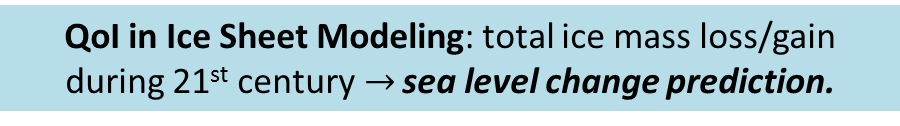 QoI in Ice Sheet Modeling: total ice mass loss/gain
during 21st century → sea level change prediction.